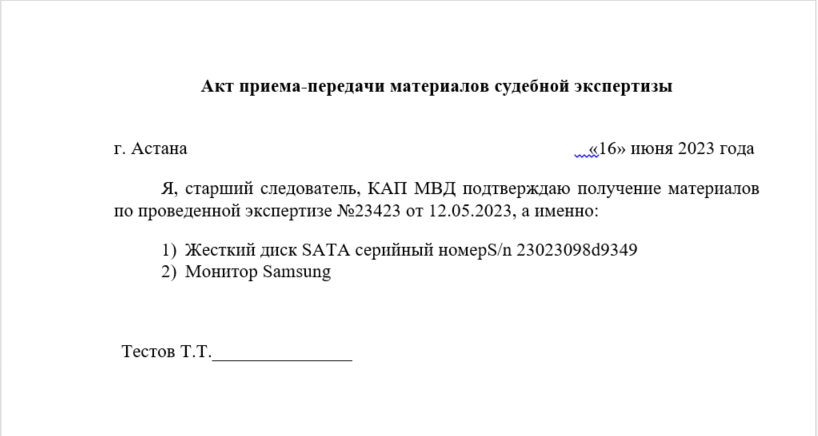 Акт приема-передачи материалов судебной экспертизы
г. Астана «16» июня 2023 года
Я, старший следователь, КАП МВД подтверждаю получение материалов
по проведенной экспертизе №23423 от 12.05.2023, а именно:
1) Жесткий диск SATA серийный номерS/n 23023098d9349
2) Монитор Samsung
Тестов Т.Т.________________